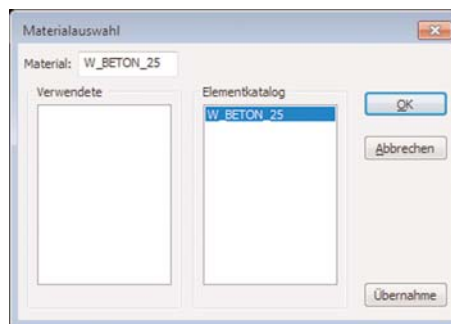 Materialauswahl
Material: W_BETON_25
Verwendete
Elementkatalog
W_BETON_25
OK
Abbrechen
Übernahme